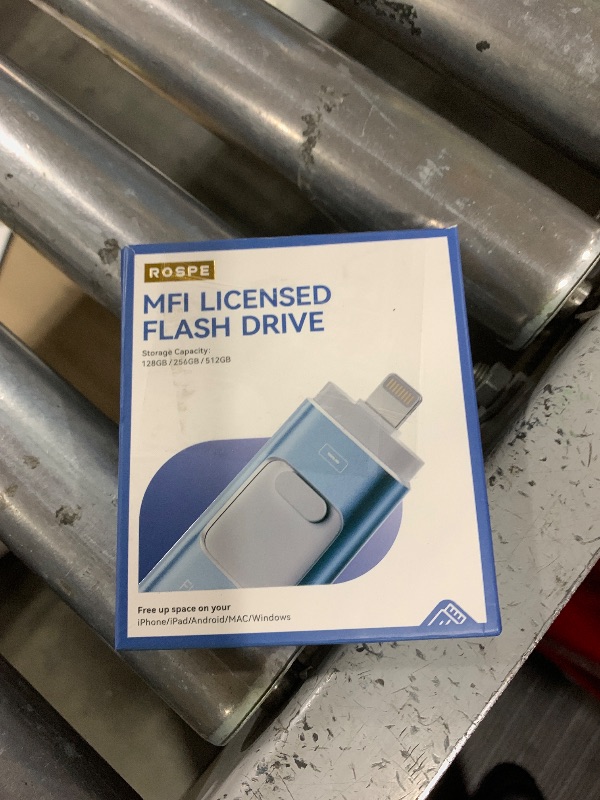 ROSPE
MFI LICENSED
FLASH DRIVE
Storage Capacity:
128GB/256GB/512GB
Free up space on your
iPhone/iPad/Android/MAC/Windows